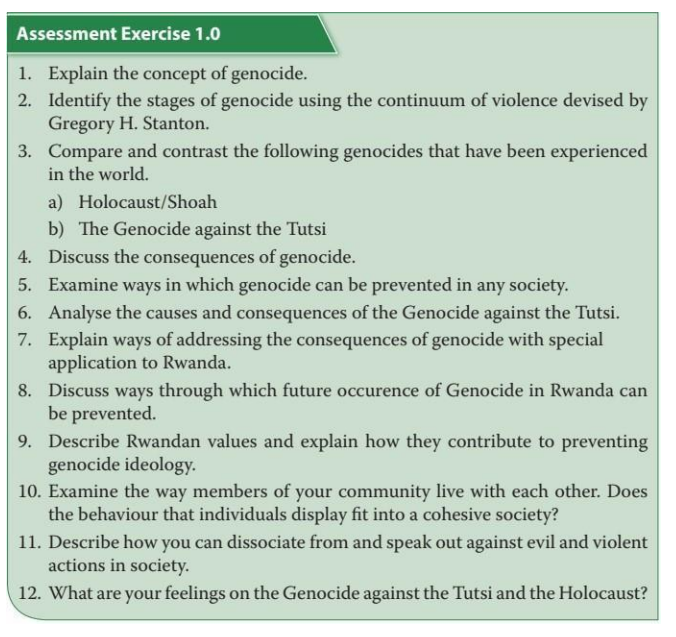 Assessment Exercise 1.0
1. Explain the concept of genocide.
2. Identify the stages of genocide using the continuum of violence devised by
Gregory H. Stanton.
3. Compare and contrast the following genocides that have been experienced
in the world.
a) Holocaust/Shoah
b) The Genocide against the Tutsi
4. Discuss the consequences of genocide.
5. Examine ways in which genocide can be prevented in any society.
6. Analyse the causes and consequences of the Genocide against the Tutsi.
7. Explain ways of addressing the consequences of genocide with special
application to Rwanda.
8. Discuss ways through which future occurence of Genocide in Rwanda can
be prevented.
9. Describe Rwandan values and explain how they contribute to preventing
genocide ideology.
10. Examine the way members of your community live with each other. Does
the behaviour that individuals display fit into a cohesive society?
11. Describe how you can dissociate from and speak out against evil and violent
actions in society.
12. What are your feelings on the Genocide against the Tutsi and the Holocaust?